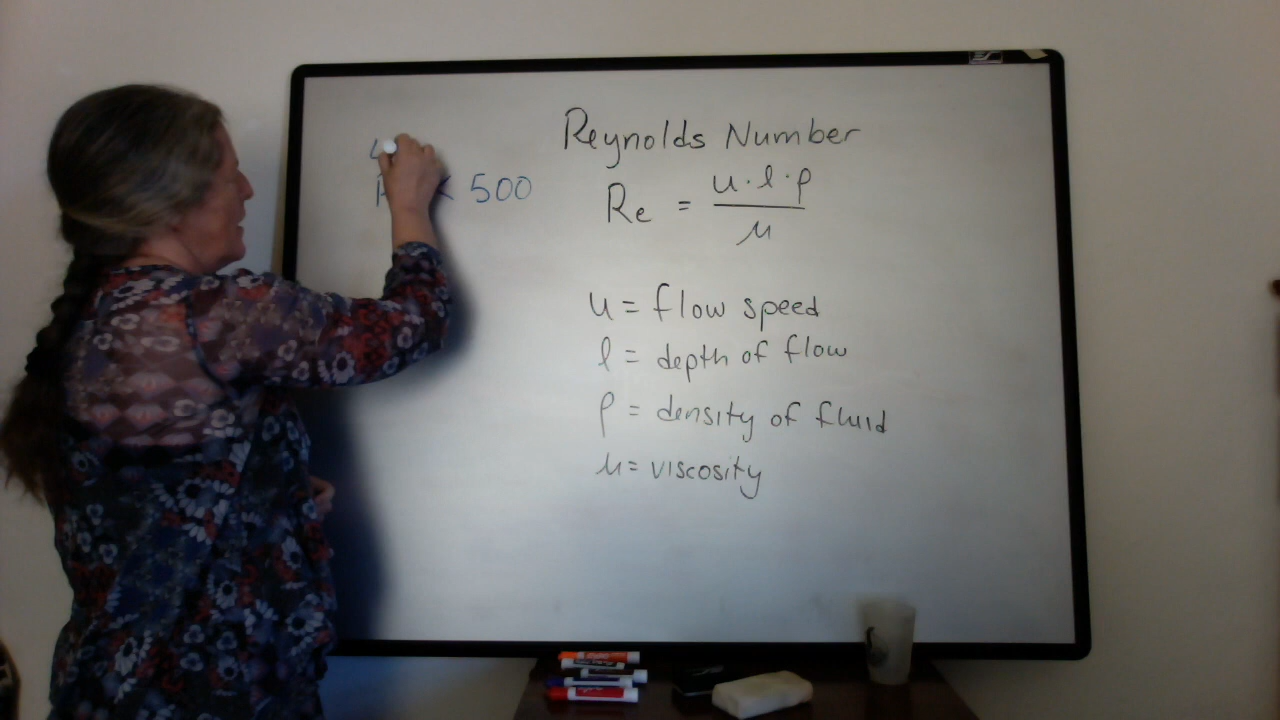 Reynolds Number
Re = u·l·ρ / μ
u = flow speed
l = depth of flow
ρ = density of fluid
μ = viscosity
< 500